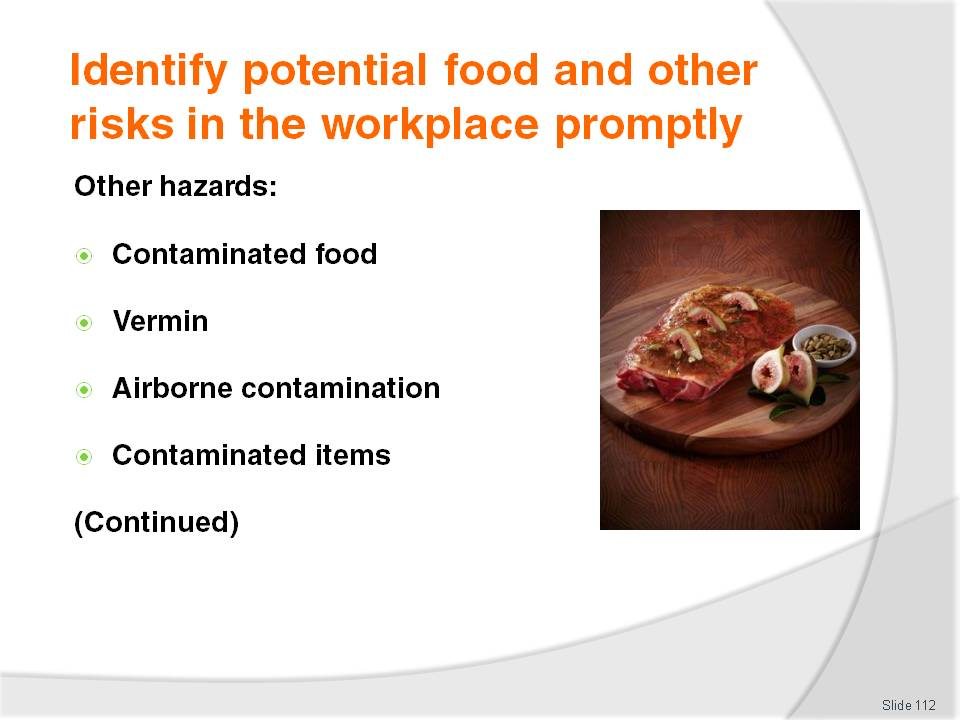 Identify potential food and other
risks in the workplace promptly
Other hazards:
Contaminated food
Vermin
Airborne contamination
Contaminated items
(Continued)
Slide 112